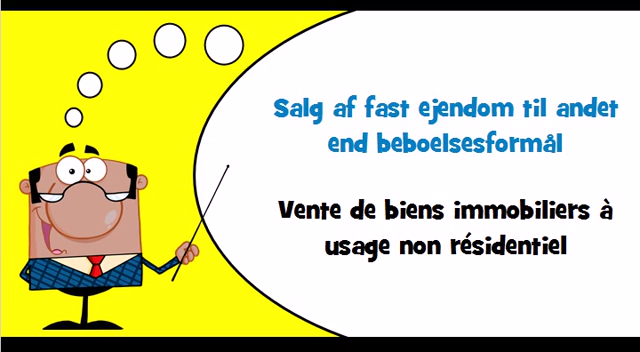 Salg af fast ejendom til andet
end beboelsesformål
Vente de biens immobiliers à
usage non résidentiel